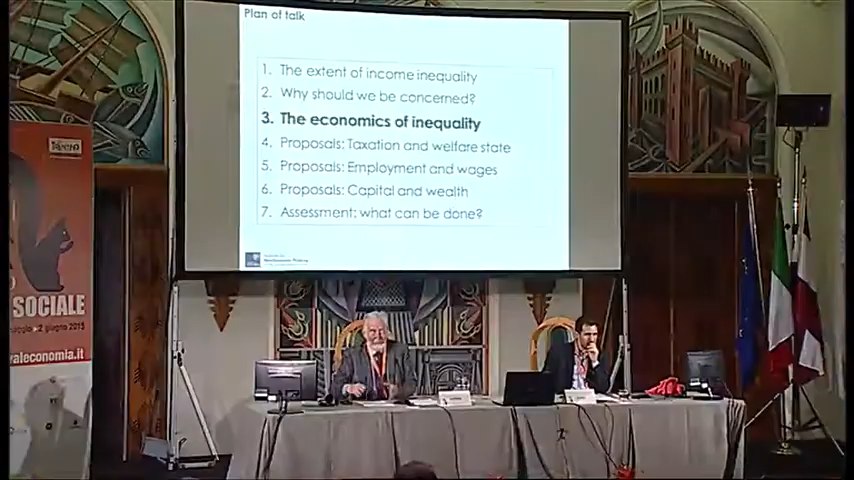 Plan of talk
1. The extent of income inequality
2. Why should we be concerned?
3. The economics of inequality
4. Proposals: Taxation and welfare state
5. Proposals: Employment and wages
6. Proposals: Capital and wealth
7. Assessment: what can be done?
SOCIALE
2 giugno 2015
aleconomia.it